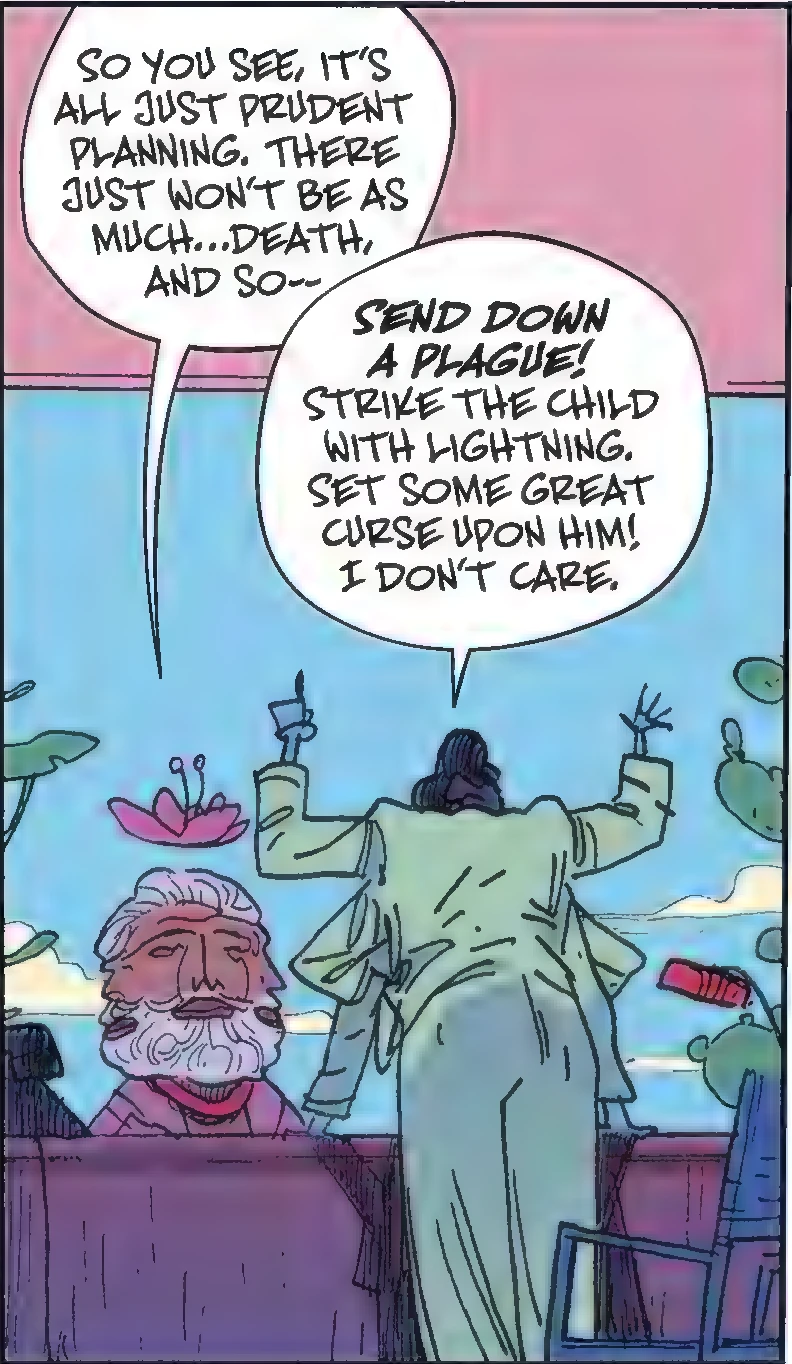 SO YOU SEE, IT'S
ALL JUST PRUDENT
PLANNING. THERE
JUST WON'T BE AS
MUCH...DEATH,
AND SO--
SEND DOWN
A PLAGUE!
STRIKE THE CHILD
WITH LIGHTNING.
SET SOME GREAT
CURSE UPON HIM!
I DON'T CARE.